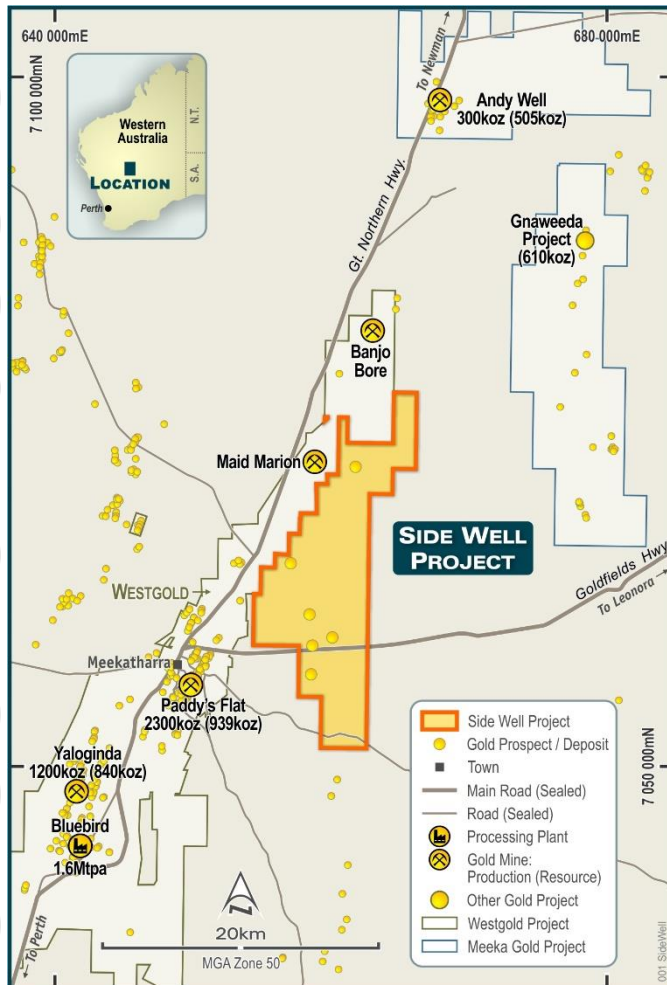 640 000mE
680 000mE
7 100 000mN
To Newman
Andy Well
300koz (505koz)
Western
Australia
N.T.
S.A.
LOCATION
Perth
Gt. Northern Hwy.
Gnaweeda
Project
(610koz)
Banjo
Bore
Maid Marion
SIDE WELL
PROJECT
Goldfields Hwy
To Leonora
WESTGOLD
Meekatharra
Paddy's Flat
2300koz (939koz)
Yaloginda
1200koz (840koz)
Bluebird
1.6Mtpa
7 050 000mN
Side Well Project
Gold Prospect / Deposit
Town
Main Road (Sealed)
Road (Sealed)
Processing Plant
Gold Mine:
Production (Resource)
Other Gold Project
Westgold Project
Meeka Gold Project
N
20km
MGA Zone 50
To Perth
001 SideWell